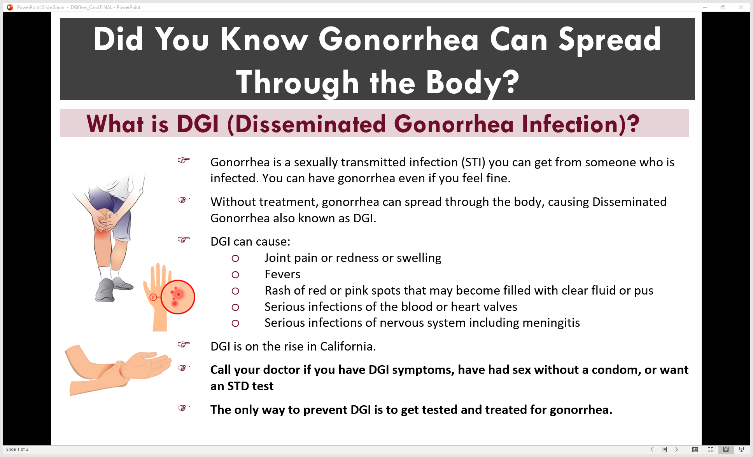 Did You Know Gonorrhea Can Spread
Through the Body?
What is DGI (Disseminated Gonorrhea Infection)?
Gonorrhea is a sexually transmitted infection (STI) you can get from someone who is
infected. You can have gonorrhea even if you feel fine.
Without treatment, gonorrhea can spread through the body, causing Disseminated
Gonorrhea also known as DGI.
DGI can cause:
Joint pain or redness or swelling
Fevers
Rash of red or pink spots that may become filled with clear fluid or pus
Serious infections of the blood or heart valves
Serious infections of nervous system including meningitis
DGI is on the rise in California.
Call your doctor if you have DGI symptoms, have had sex without a condom, or want
an STD test
The only way to prevent DGI is to get tested and treated for gonorrhea.
Slide 1 of 2